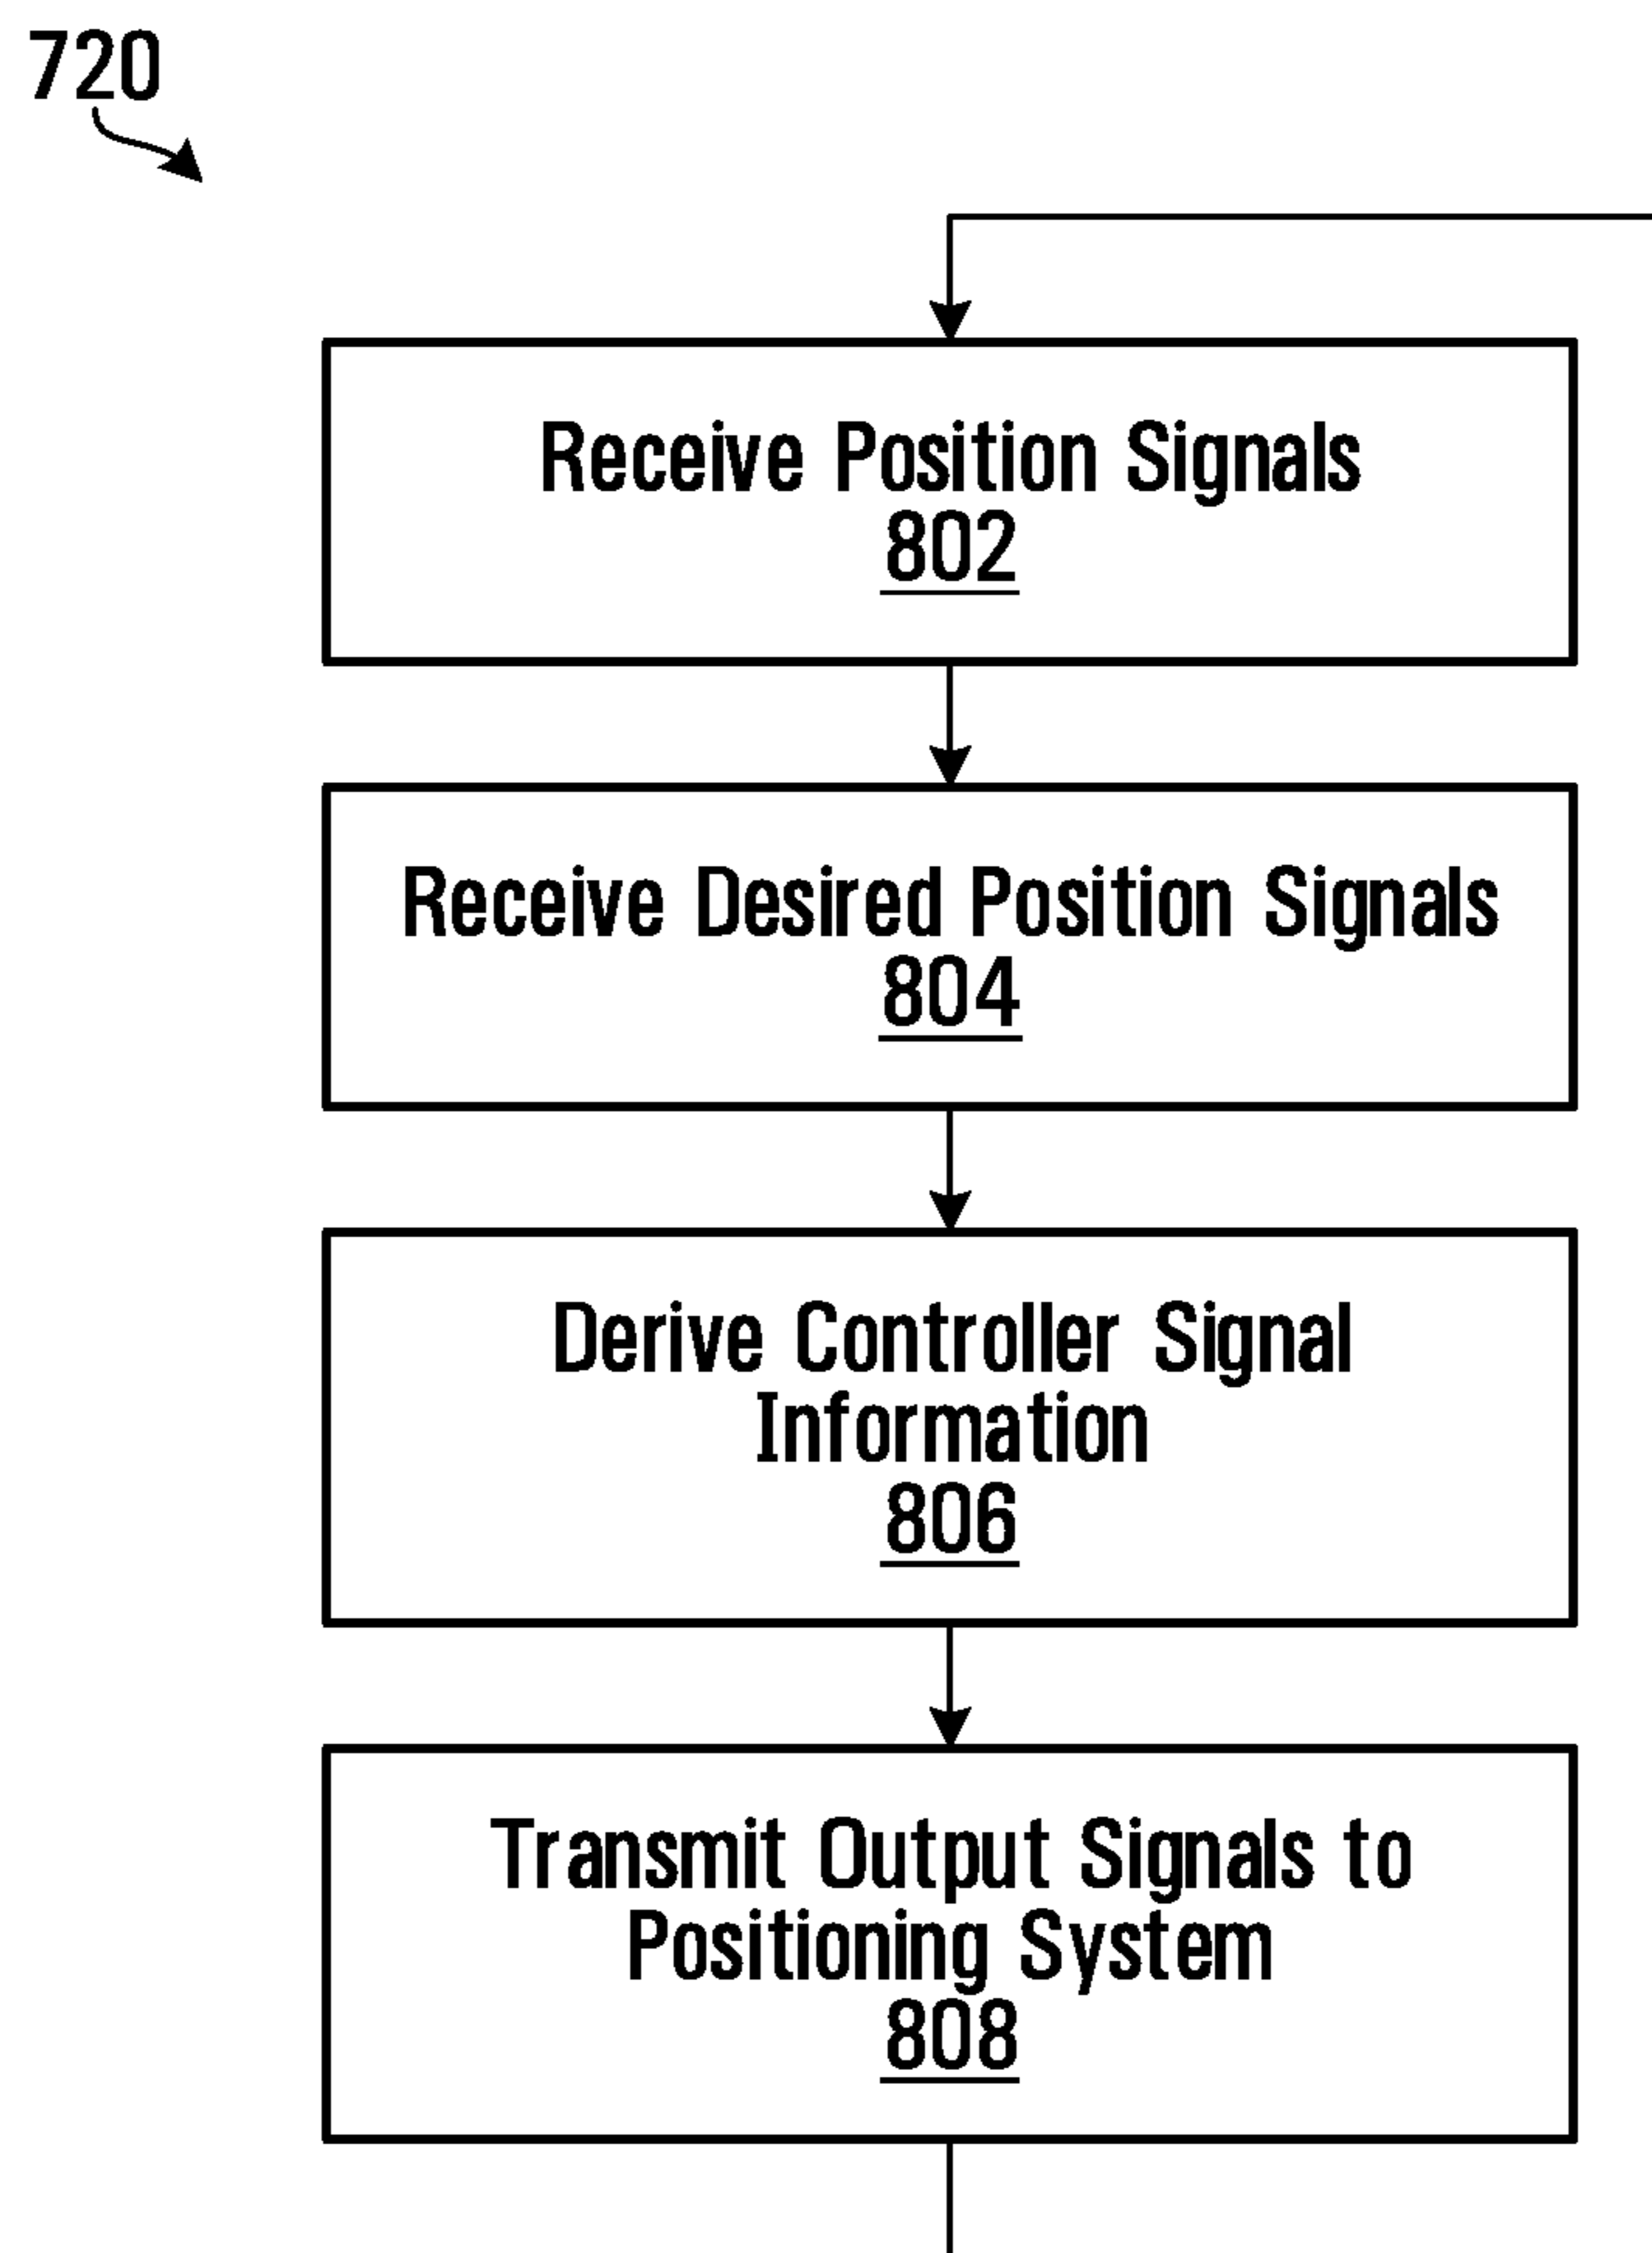 720
Receive Position Signals
802
Receive Desired Position Signals
804
Derive Controller Signal
Information
806
Transmit Output Signals to
Positioning System
808